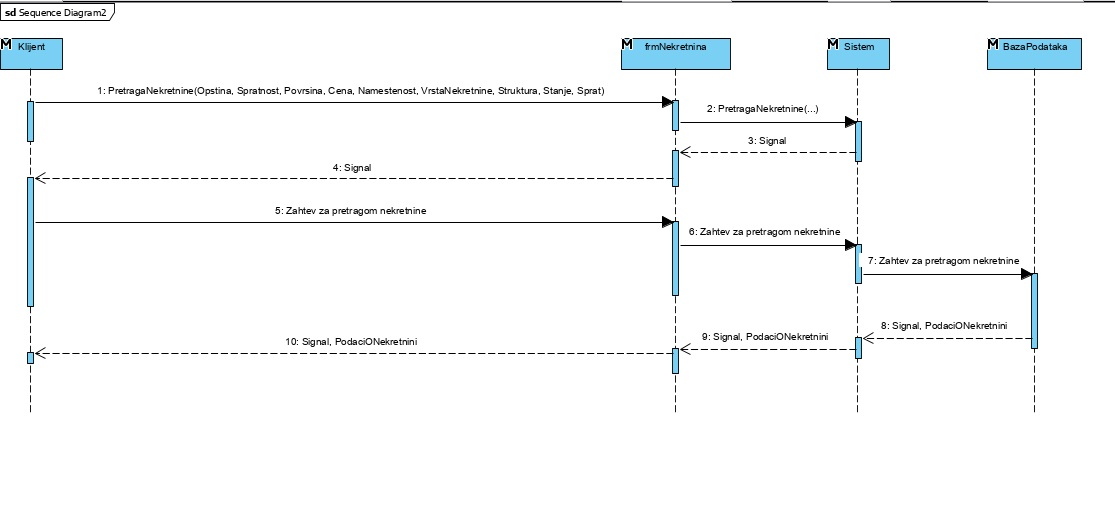 sd Sequence Diagram2
M Klijent
M frmNekretnina
M Sistem
M BazaPodataka
1: PretragaNekretnine(Opstina, Spratnost, Povrsina, Cena, Namestenost, VrstaNekretnine, Struktura, Stanje, Sprat)
2: PretragaNekretnine(...)
3: Signal
4: Signal
5: Zahtev za pretragom nekretnine
6: Zahtev za pretragom nekretnine
7: Zahtev za pretragom nekretnine
8: Signal, PodaciONekretnini
9: Signal, PodaciONekretnini
10: Signal, PodaciONekretnini